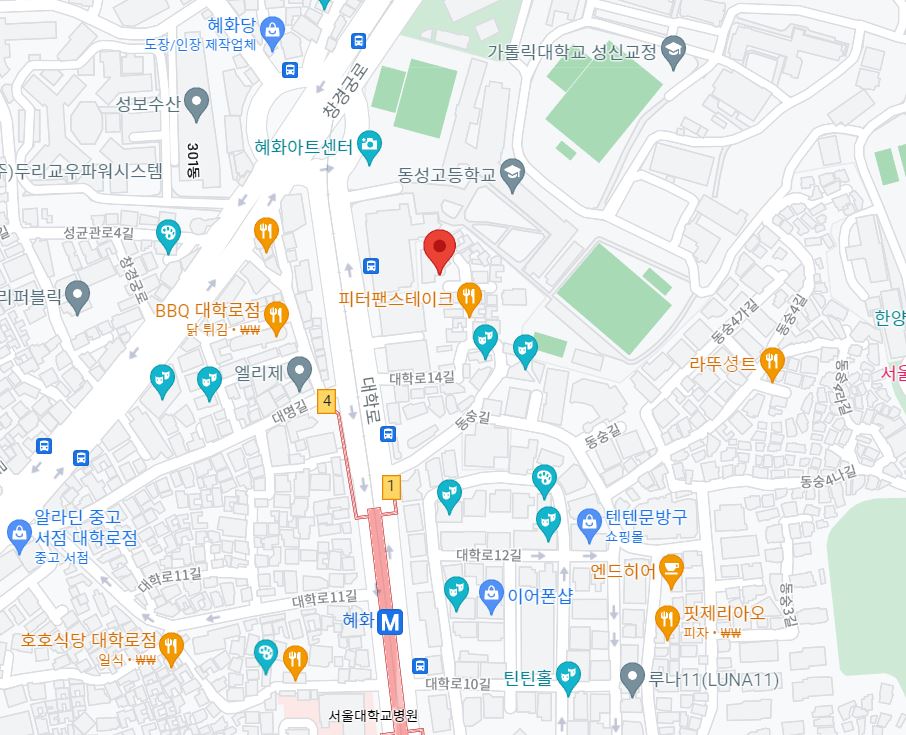 혜화당
도장/인장 제작업체
창경궁로
가톨릭대학교 성신교정
성보수산
301동
혜화아트센터
주)두리교우파워시스템
동성고등학교
성균관로4길
창경궁로
리퍼블릭
피터팬스테이크
BBQ 대학로점
닭 튀김 • ₩₩
동숭4가길
동숭4길
한양
라뚜셩트
서울
엘리제
대학로14길
동숭4라길
4
대학로
대명길
동숭길
동숭길
1
동숭4나길
알라딘 중고
서점 대학로점
중고 서점
텐텐문방구
쇼핑몰
대학로12길
엔드히어
대학로11길
대학로11길
이어폰샵
동숭3길
혜화
M
핏제리아오
피자 • ₩₩
호호식당 대학로점
일식 • ₩₩
틴틴홀
루나11(LUNA11)
대학로10길
서울대학교병원